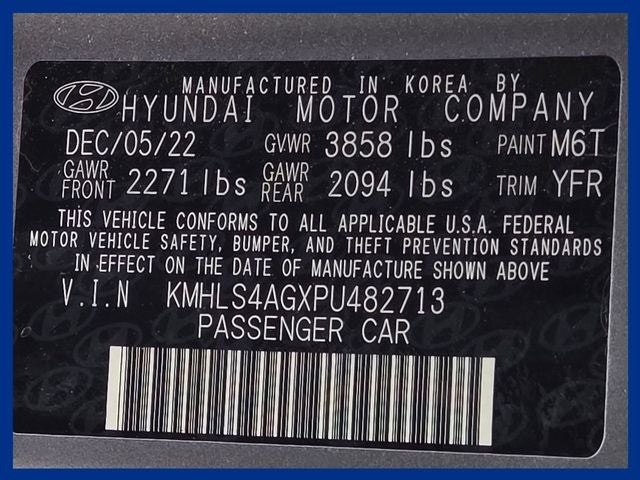 MANUFACTURED IN KOREA BY
HYUNDAI MOTOR COMPANY
DEC/05/22 GVWR 3858 lbs PAINT M6T
GAWR FRONT 2271 lbs GAWR REAR 2094 lbs TRIM YFR
THIS VEHICLE CONFORMS TO ALL APPLICABLE U.S.A. FEDERAL
MOTOR VEHICLE SAFETY, BUMPER, AND THEFT PREVENTION STANDARDS
IN EFFECT ON THE DATE OF MANUFACTURE SHOWN ABOVE
V.I.N KMHLS4AGXPU482713
PASSENGER CAR